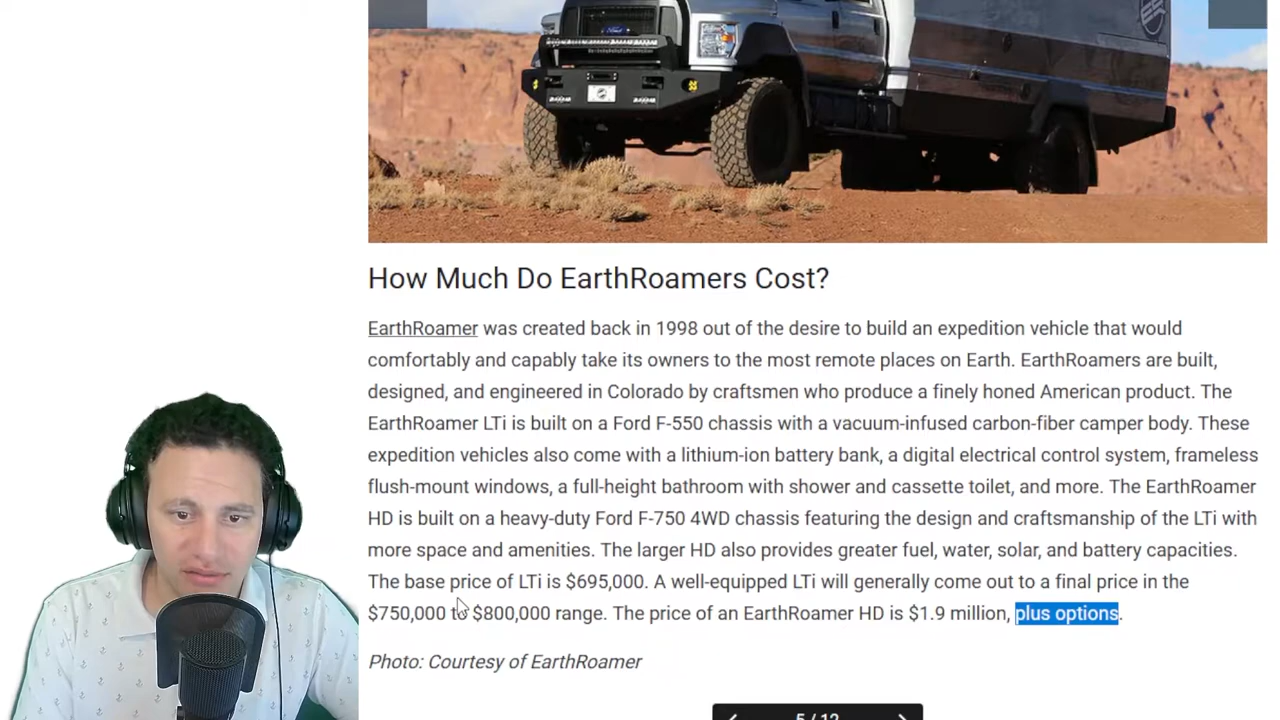 How Much Do EarthRoamers Cost?
EarthRoamer was created back in 1998 out of the desire to build an expedition vehicle that would
comfortably and capably take its owners to the most remote places on Earth. EarthRoamers are built,
designed, and engineered in Colorado by craftsmen who produce a finely honed American product. The
EarthRoamer LTi is built on a Ford F-550 chassis with a vacuum-infused carbon-fiber camper body. These
expedition vehicles also come with a lithium-ion battery bank, a digital electrical control system, frameless
flush-mount windows, a full-height bathroom with shower and cassette toilet, and more. The EarthRoamer
HD is built on a heavy-duty Ford F-750 4WD chassis featuring the design and craftsmanship of the LTi with
more space and amenities. The larger HD also provides greater fuel, water, solar, and battery capacities.
The base price of LTi is $695,000. A well-equipped LTi will generally come out to a final price in the
$750,000 to $800,000 range. The price of an EarthRoamer HD is $1.9 million, plus options.
Photo: Courtesy of EarthRoamer
5 / 12